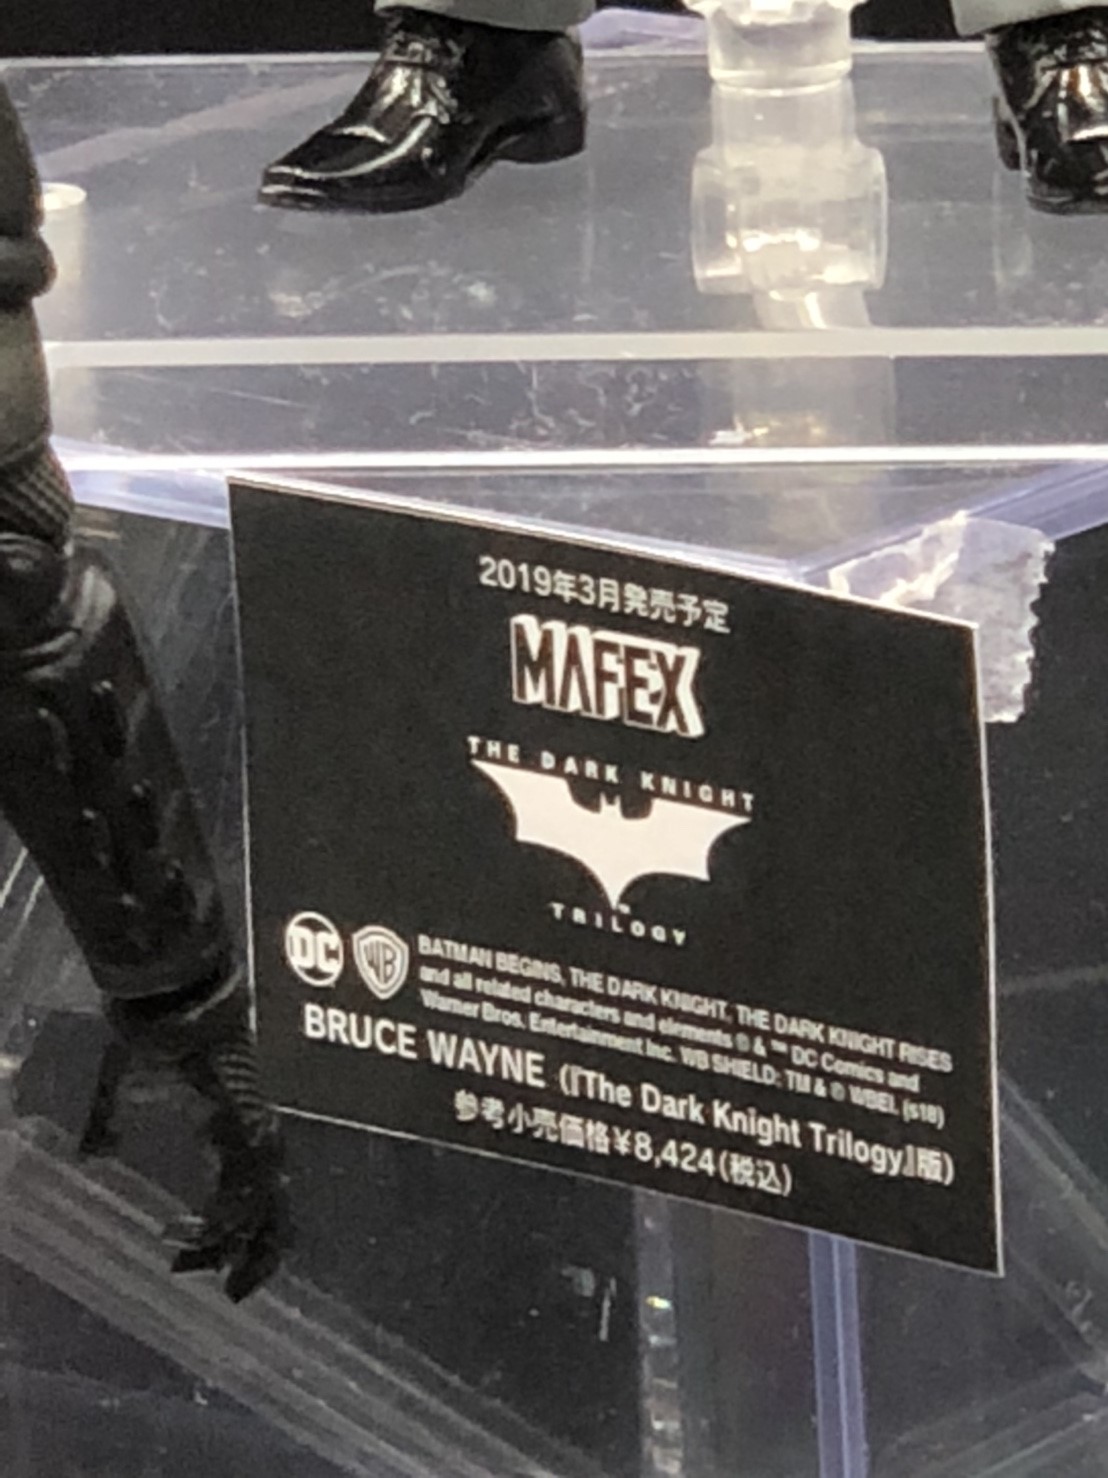 2019年3月発売予定
MAFEX
THE DARK KNIGHT
TRILOGY
DC WB BATMAN BEGINS, THE DARK KNIGHT, THE DARK KNIGHT RISES
and all related characters and elements © & ™ DC Comics and
Warner Bros. Entertainment Inc. WB SHIELD: TM & © WBEI. (s18)
BRUCE WAYNE (『The Dark Knight Trilogy』版)
参考小売価格¥8,424(税込)